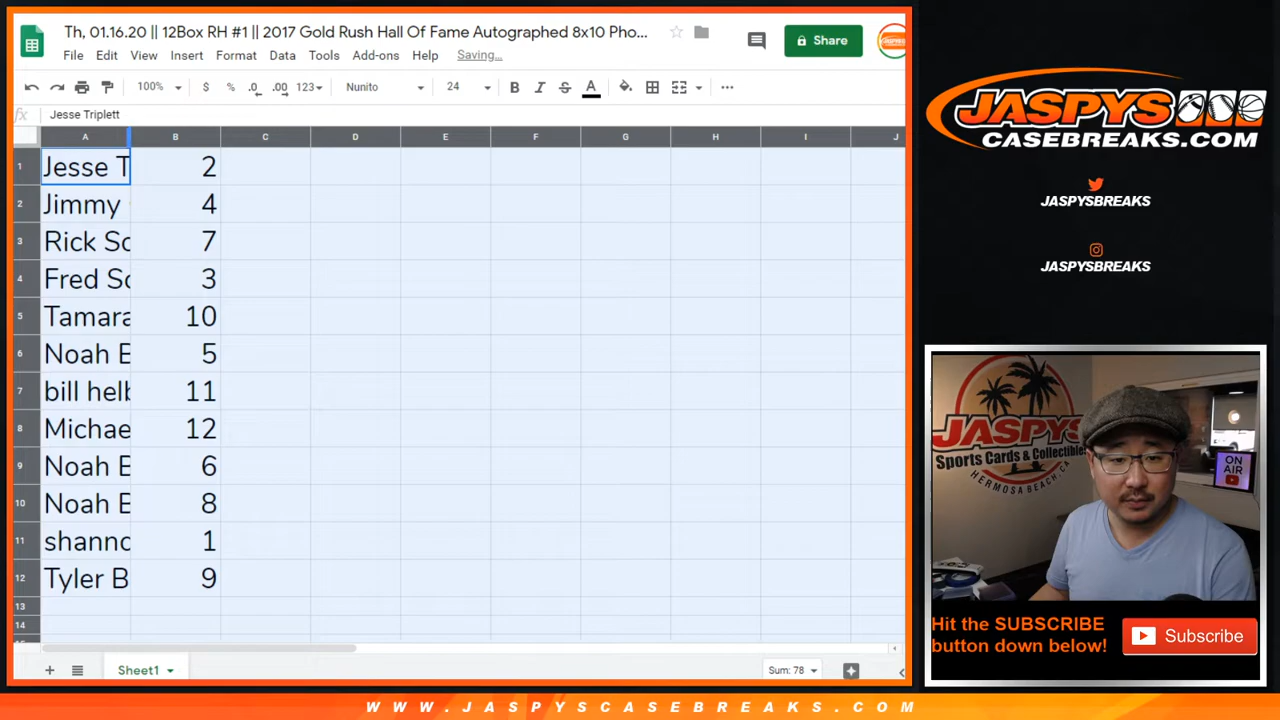 Th, 01.16.20 || 12Box RH #1 || 2017 Gold Rush Hall Of Fame Autographed 8x10 Pho...
File Edit View Insert Format Data Tools Add-ons Help Saving...
Share
100% $ % .0 .00 123 Nunito 24 B I S A
fx Jesse Triplett
A B C D E F G H I J
1 Jesse T 2
2 Jimmy 4
3 Rick Sc 7
4 Fred Sc 3
5 Tamara 10
6 Noah B 5
7 bill helb 11
8 Michae 12
9 Noah B 6
10 Noah B 8
11 shanno 1
12 Tyler B 9
13
14
Sheet1
Sum: 78
JASPYS
CASEBREAKS.COM
JASPYSBREAKS
JASPYSBREAKS
JASPYS
Sports Cards & Collectibles
HERMOSA BEACH, CA
ON
AIR
Hit the SUBSCRIBE
button down below!
Subscribe
WWW.JASPYSCASEBREAKS.COM